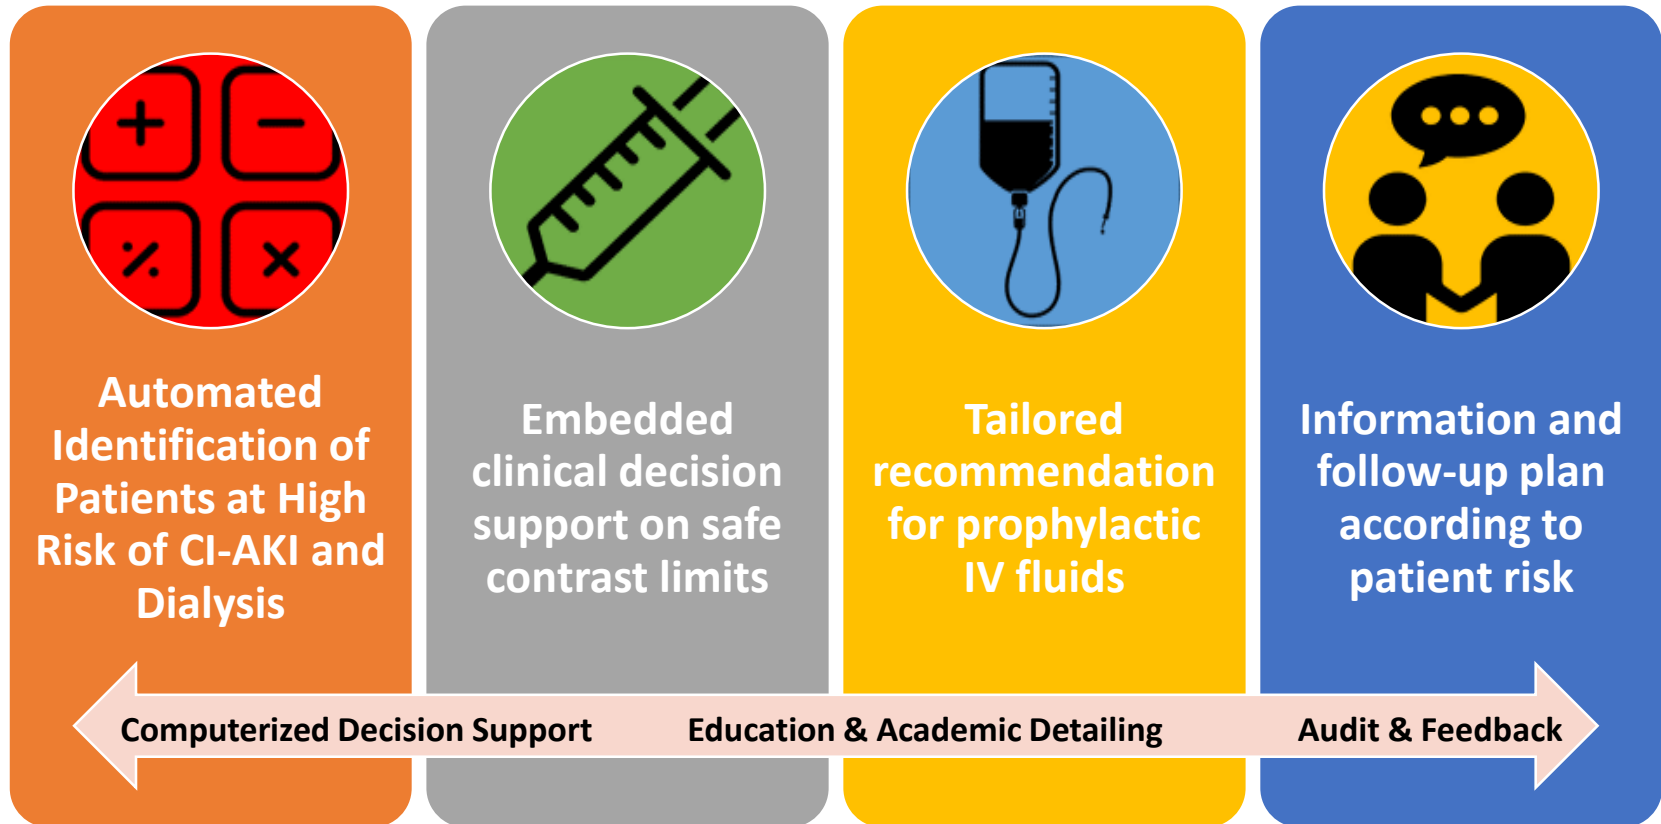 Automated
Identification of
Patients at High
Risk of CI-AKI and
Dialysis
Embedded
clinical decision
support on safe
contrast limits
Tailored
recommendation
for prophylactic
IV fluids
Information and
follow-up plan
according to
patient risk
Computerized Decision Support
Education & Academic Detailing
Audit & Feedback